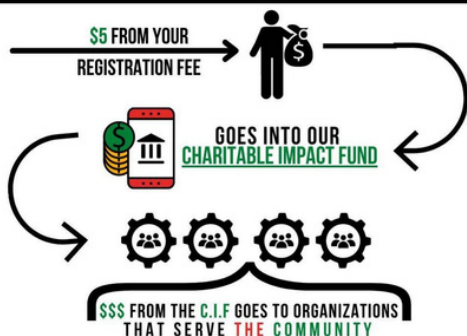 $5 FROM YOUR
REGISTRATION FEE
$
$
GOES INTO OUR
CHARITABLE IMPACT FUND
$$$ FROM THE C.I.F GOES TO ORGANIZATIONS
THAT SERVE THE COMMUNITY